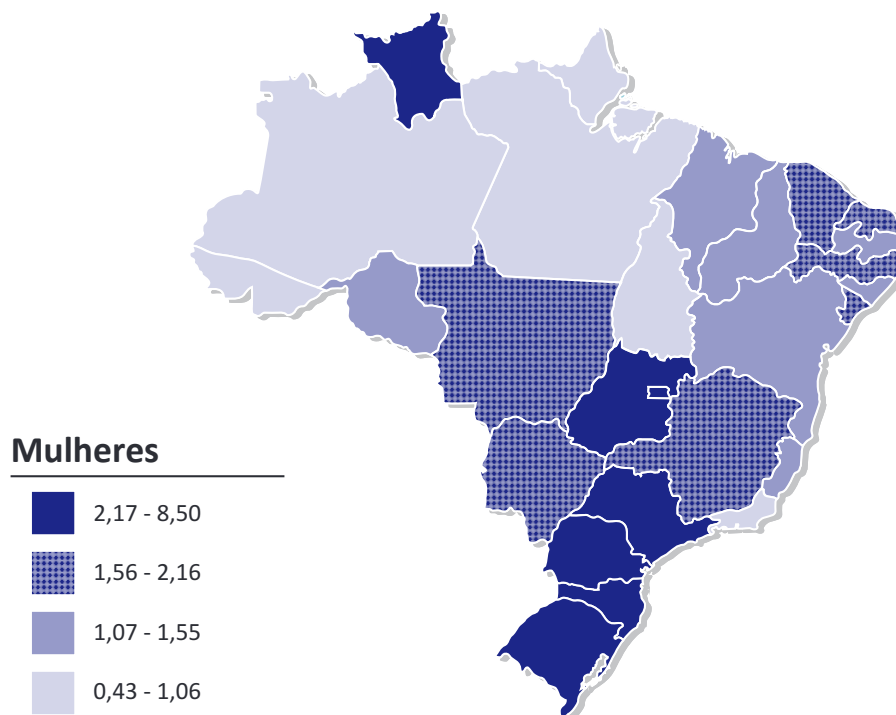 Mulheres
2,17 - 8,50
1,56 - 2,16
1,07 - 1,55
0,43 - 1,06